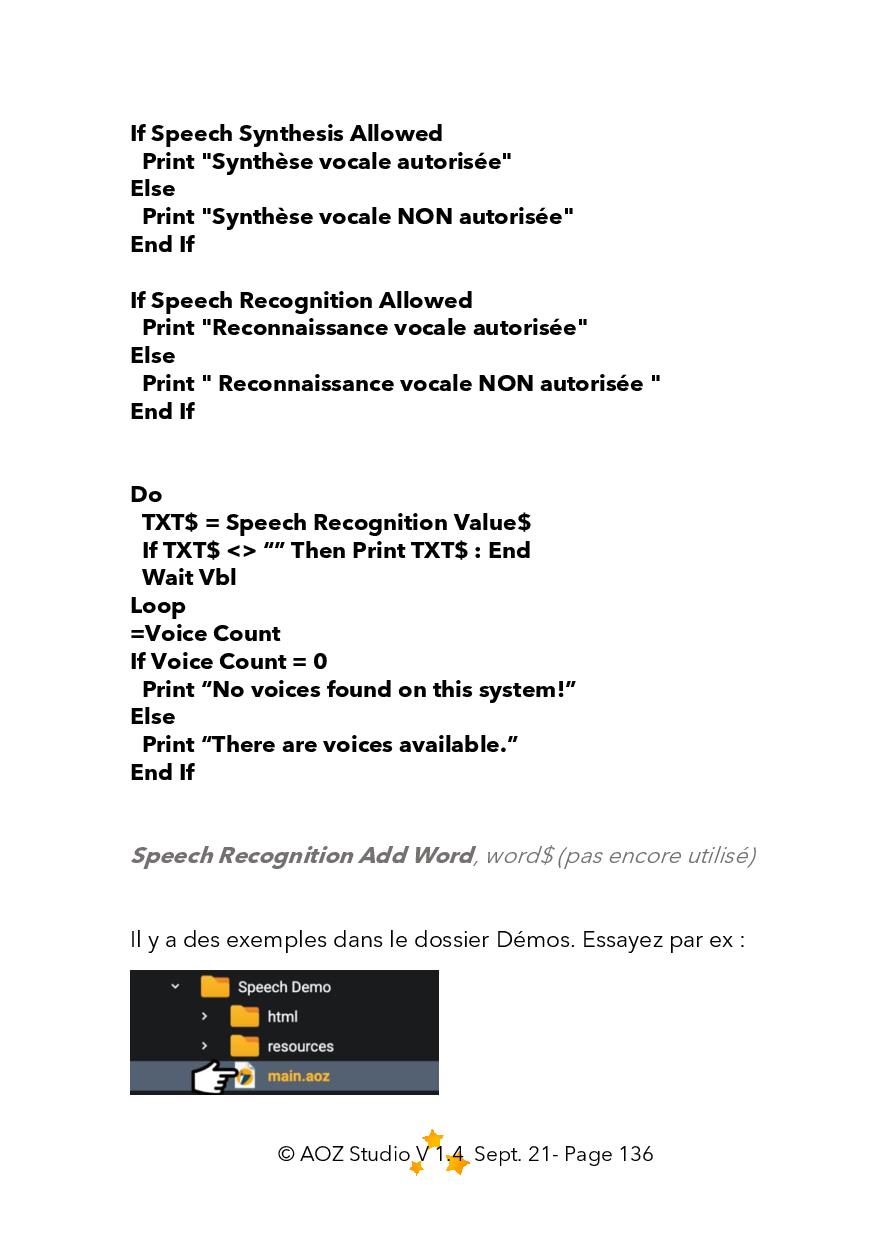 If Speech Synthesis Allowed
Print "Synthèse vocale autorisée"
Else
Print "Synthèse vocale NON autorisée"
End If
If Speech Recognition Allowed
Print "Reconnaissance vocale autorisée"
Else
Print " Reconnaissance vocale NON autorisée "
End If
Do
TXT$ = Speech Recognition Value$
If TXT$ <> “” Then Print TXT$ : End
Wait Vbl
Loop
=Voice Count
If Voice Count = 0
Print “No voices found on this system!”
Else
Print “There are voices available.”
End If
Speech Recognition Add Word, word$ (pas encore utilisé)
Il y a des exemples dans le dossier Démos. Essayez par ex :
Speech Demo
html
resources
main.aoz
© AOZ Studio V 1.4 Sept. 21- Page 136